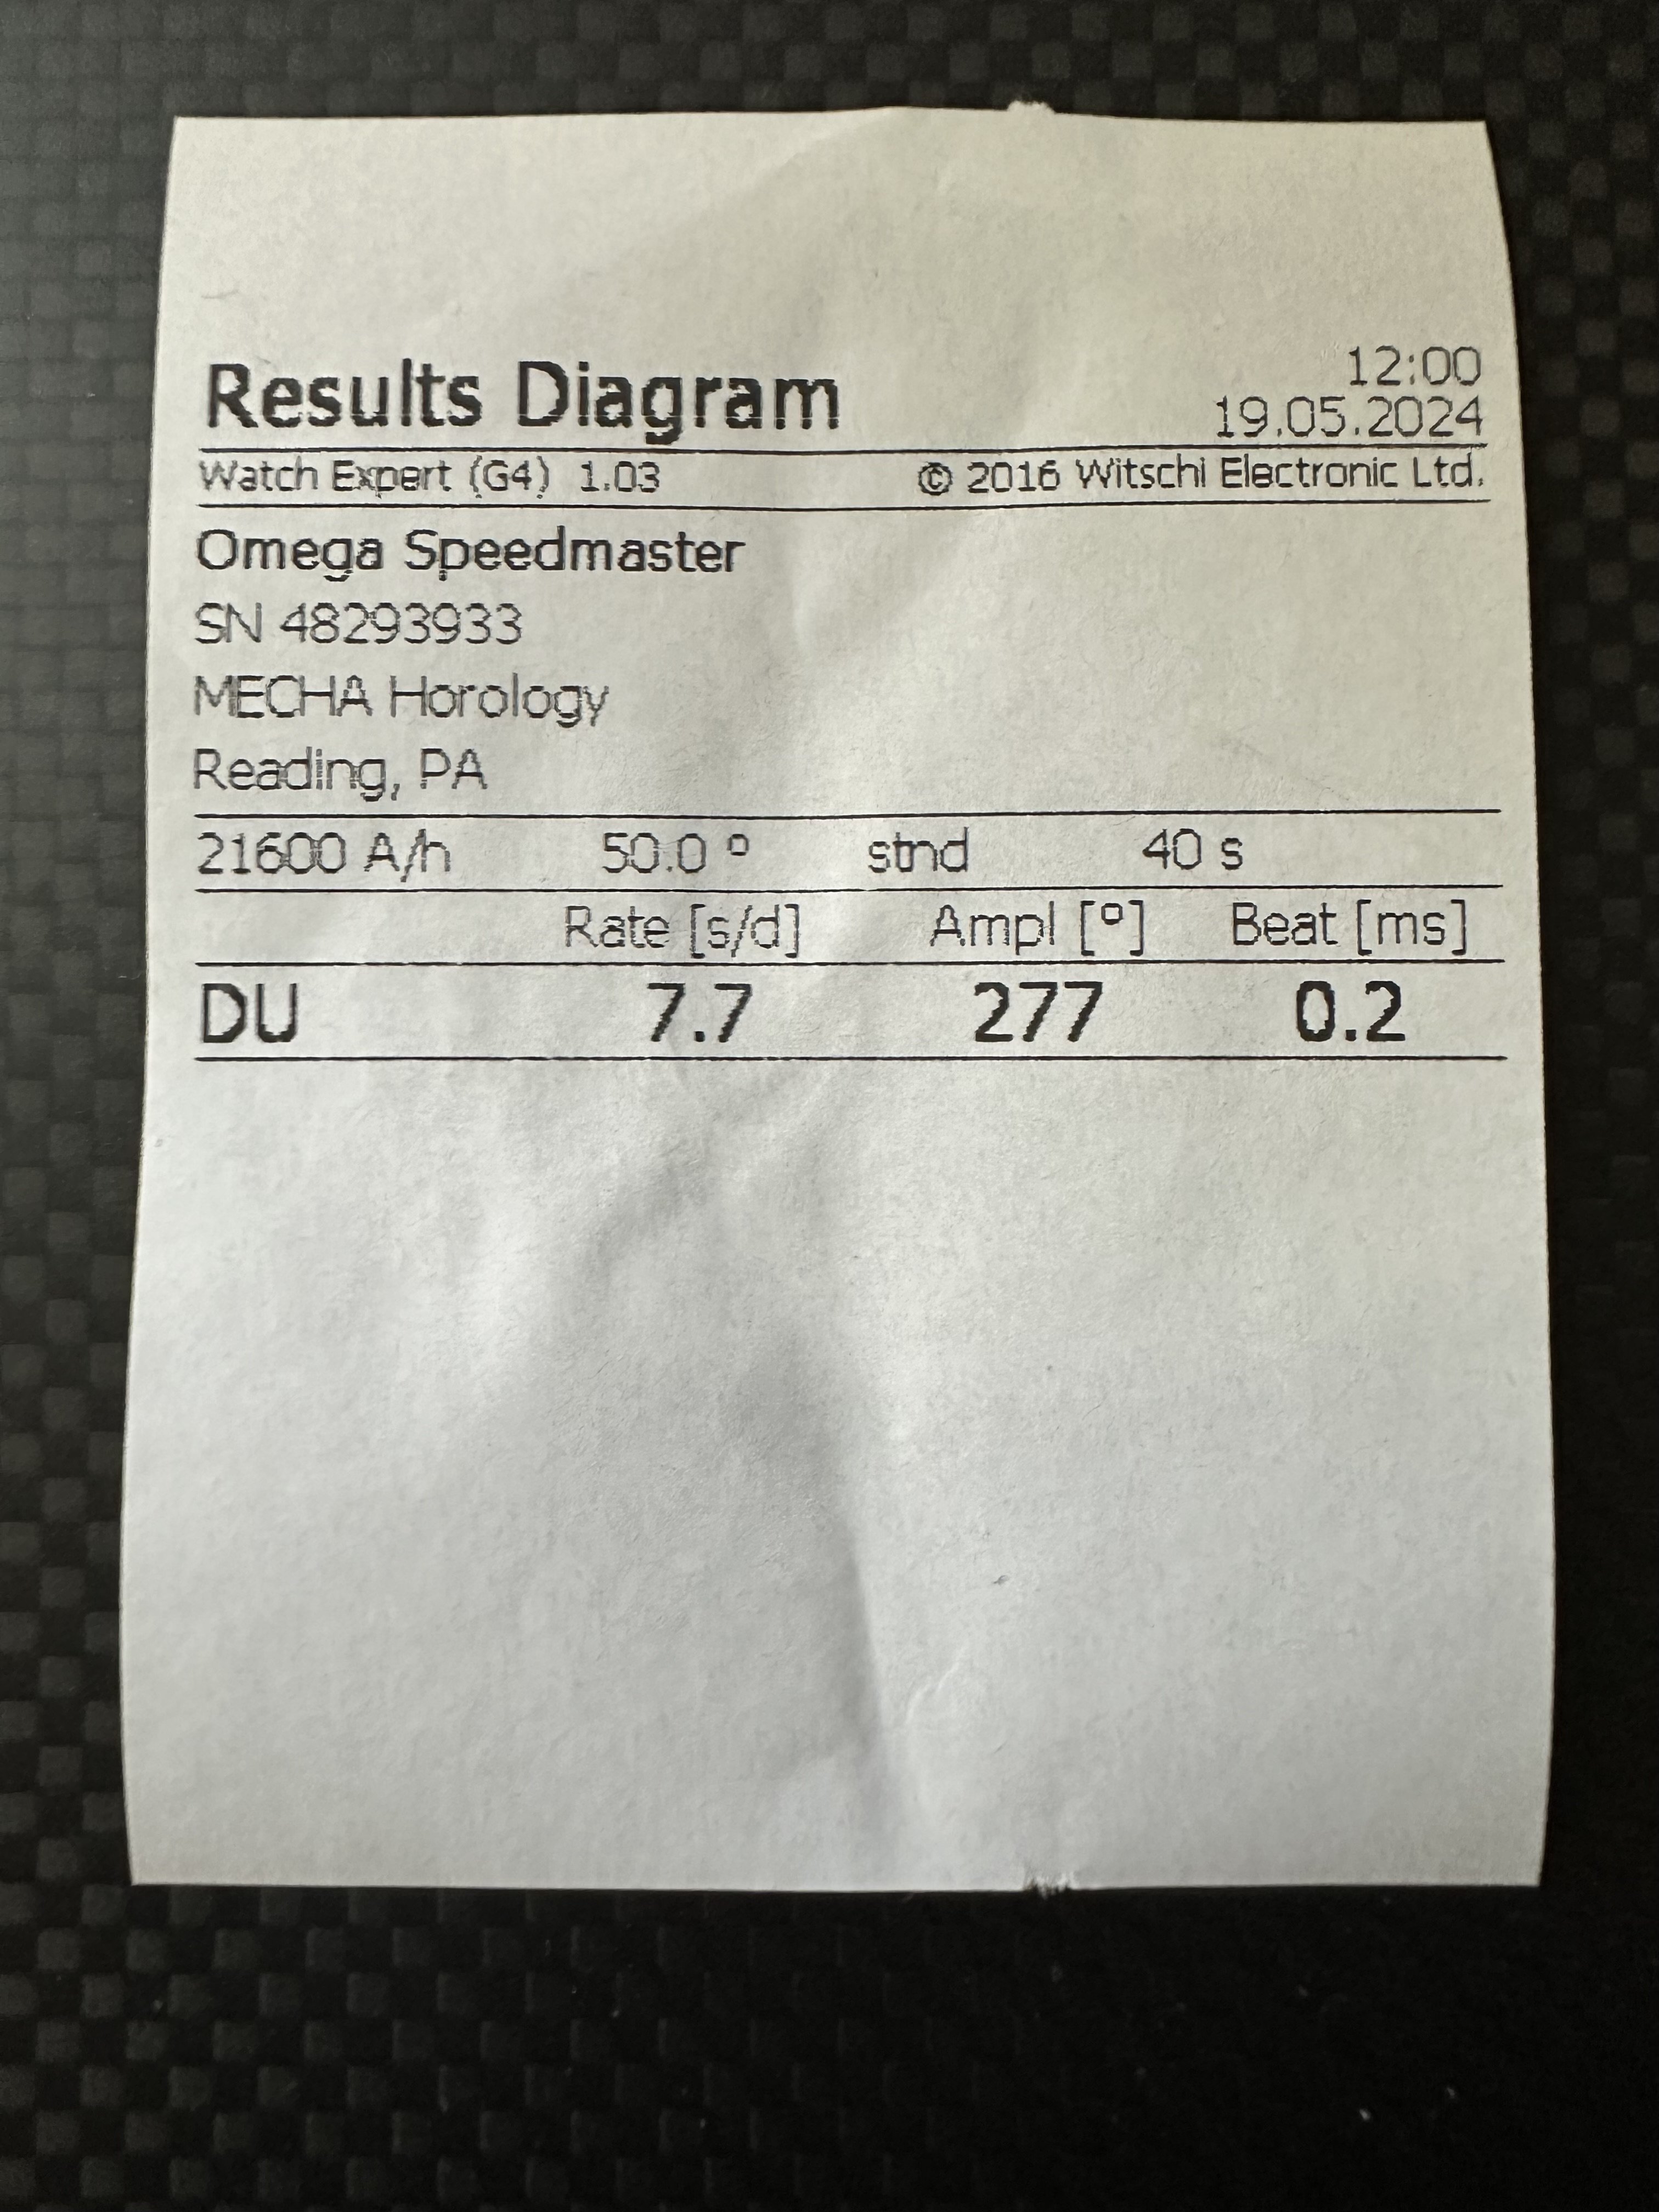 Results Diagram 12:00
19.05.2024
Watch Expert (G4) 1.03 © 2016 Witschi Electronic Ltd.
Omega Speedmaster
SN 48293933
MECHA Horology
Reading, PA
21600 A/h 50.0 º stnd 40 s
Rate [s/d] Ampl [º] Beat [ms]
DU 7.7 277 0.2